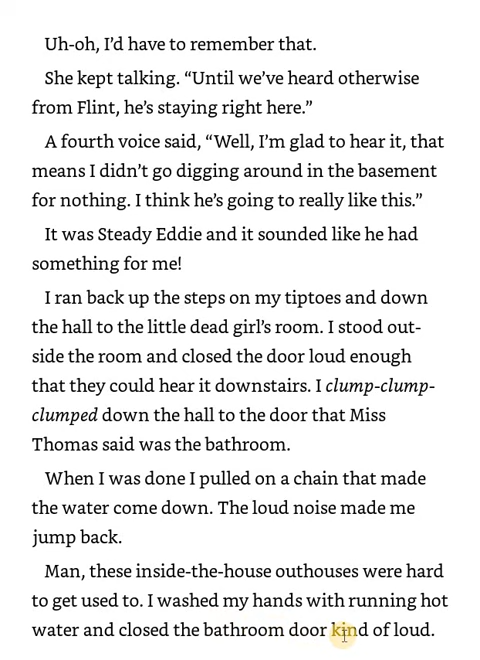 Uh-oh, I’d have to remember that.
She kept talking. “Until we’ve heard otherwise
from Flint, he’s staying right here.”
A fourth voice said, “Well, I’m glad to hear it, that
means I didn’t go digging around in the basement
for nothing. I think he’s going to really like this.”
It was Steady Eddie and it sounded like he had
something for me!
I ran back up the steps on my tiptoes and down
the hall to the little dead girl’s room. I stood out-
side the room and closed the door loud enough
that they could hear it downstairs. I clump-clump-
clumped down the hall to the door that Miss
Thomas said was the bathroom.
When I was done I pulled on a chain that made
the water come down. The loud noise made me
jump back.
Man, these inside-the-house outhouses were hard
to get used to. I washed my hands with running hot
water and closed the bathroom door kind of loud.